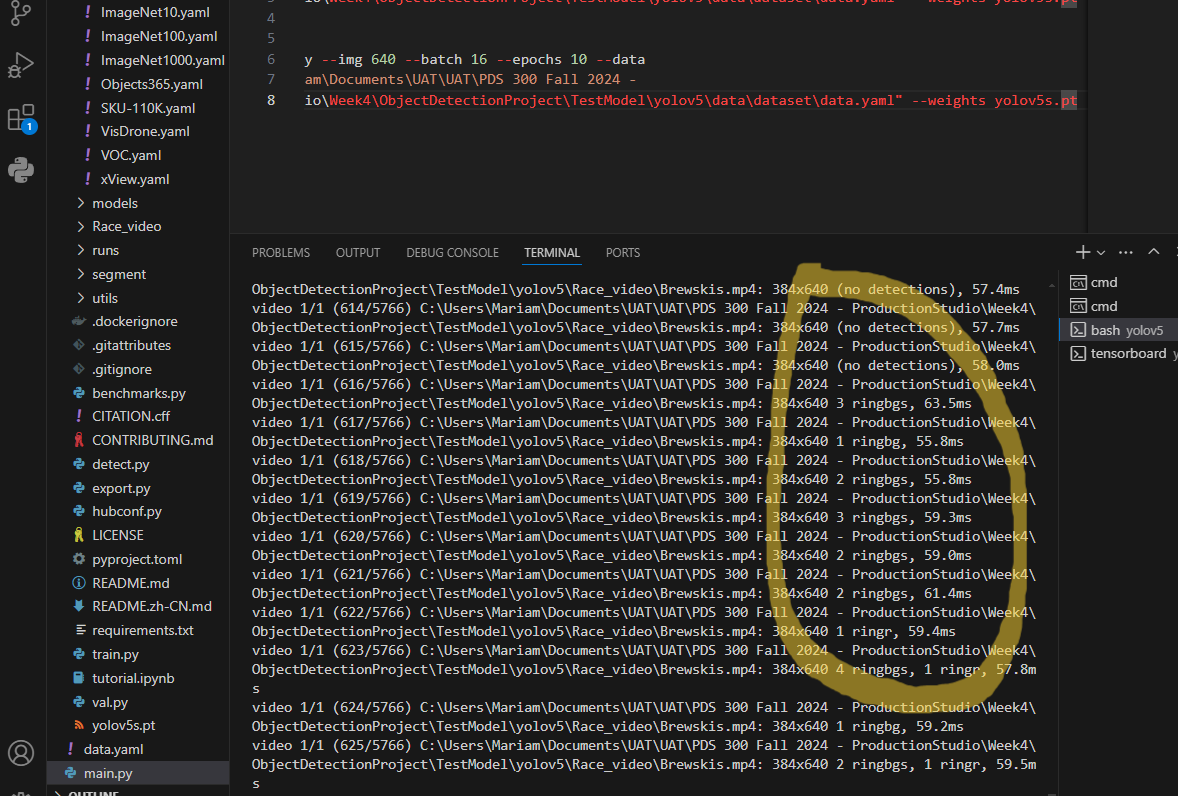 ImageNet10.yaml
ImageNet100.yaml
ImageNet1000.yaml
Objects365.yaml
SKU-110K.yaml
VisDrone.yaml
VOC.yaml
xView.yaml
models
Race_video
runs
segment
utils
.dockerignore
.gitattributes
.gitignore
benchmarks.py
CITATION.cff
CONTRIBUTING.md
detect.py
export.py
hubconf.py
LICENSE
pyproject.toml
README.md
README.zh-CN.md
requirements.txt
train.py
tutorial.ipynb
val.py
yolov5s.pt
data.yaml
main.py
1
4
5
6 y --img 640 --batch 16 --epochs 10 --data
7 am\Documents\UAT\UAT\PDS 300 Fall 2024 -
8 io\Week4\ObjectDetectionProject\TestModel\yolov5\data\dataset\data.yaml" --weights yolov5s.pt
PROBLEMS OUTPUT DEBUG CONSOLE TERMINAL PORTS
ObjectDetectionProject\TestModel\yolov5\Race_video\Brewskis.mp4: 384x640 (no detections), 57.4ms
video 1/1 (614/5766) C:\Users\Mariam\Documents\UAT\UAT\PDS 300 Fall 2024 - ProductionStudio\Week4\
ObjectDetectionProject\TestModel\yolov5\Race_video\Brewskis.mp4: 384x640 (no detections), 57.7ms
video 1/1 (615/5766) C:\Users\Mariam\Documents\UAT\UAT\PDS 300 Fall 2024 - ProductionStudio\Week4\
ObjectDetectionProject\TestModel\yolov5\Race_video\Brewskis.mp4: 384x640 (no detections), 58.0ms
video 1/1 (616/5766) C:\Users\Mariam\Documents\UAT\UAT\PDS 300 Fall 2024 - ProductionStudio\Week4\
ObjectDetectionProject\TestModel\yolov5\Race_video\Brewskis.mp4: 384x640 3 ringbgs, 63.5ms
video 1/1 (617/5766) C:\Users\Mariam\Documents\UAT\UAT\PDS 300 Fall 2024 - ProductionStudio\Week4\
ObjectDetectionProject\TestModel\yolov5\Race_video\Brewskis.mp4: 384x640 1 ringbg, 55.8ms
video 1/1 (618/5766) C:\Users\Mariam\Documents\UAT\UAT\PDS 300 Fall 2024 - ProductionStudio\Week4\
ObjectDetectionProject\TestModel\yolov5\Race_video\Brewskis.mp4: 384x640 2 ringbgs, 55.8ms
video 1/1 (619/5766) C:\Users\Mariam\Documents\UAT\UAT\PDS 300 Fall 2024 - ProductionStudio\Week4\
ObjectDetectionProject\TestModel\yolov5\Race_video\Brewskis.mp4: 384x640 3 ringbgs, 59.3ms
video 1/1 (620/5766) C:\Users\Mariam\Documents\UAT\UAT\PDS 300 Fall 2024 - ProductionStudio\Week4\
ObjectDetectionProject\TestModel\yolov5\Race_video\Brewskis.mp4: 384x640 2 ringbgs, 59.0ms
video 1/1 (621/5766) C:\Users\Mariam\Documents\UAT\UAT\PDS 300 Fall 2024 - ProductionStudio\Week4\
ObjectDetectionProject\TestModel\yolov5\Race_video\Brewskis.mp4: 384x640 2 ringbgs, 61.4ms
video 1/1 (622/5766) C:\Users\Mariam\Documents\UAT\UAT\PDS 300 Fall 2024 - ProductionStudio\Week4\
ObjectDetectionProject\TestModel\yolov5\Race_video\Brewskis.mp4: 384x640 1 ringr, 59.4ms
video 1/1 (623/5766) C:\Users\Mariam\Documents\UAT\UAT\PDS 300 Fall 2024 - ProductionStudio\Week4\
ObjectDetectionProject\TestModel\yolov5\Race_video\Brewskis.mp4: 384x640 4 ringbgs, 1 ringr, 57.8m
s
video 1/1 (624/5766) C:\Users\Mariam\Documents\UAT\UAT\PDS 300 Fall 2024 - ProductionStudio\Week4\
ObjectDetectionProject\TestModel\yolov5\Race_video\Brewskis.mp4: 384x640 1 ringbg, 59.2ms
video 1/1 (625/5766) C:\Users\Mariam\Documents\UAT\UAT\PDS 300 Fall 2024 - ProductionStudio\Week4\
ObjectDetectionProject\TestModel\yolov5\Race_video\Brewskis.mp4: 384x640 2 ringbgs, 1 ringr, 59.5m
s
cmd
cmd
bash yolov5
tensorboard